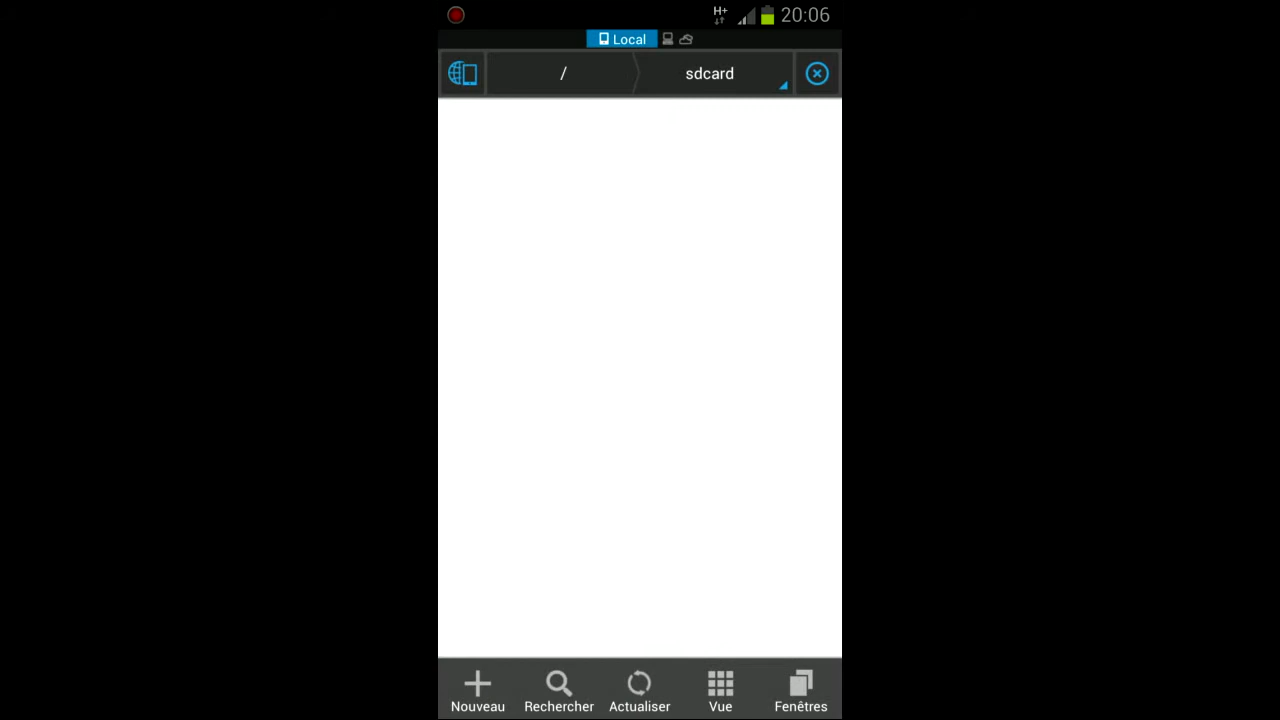 H+ 20:06
Local
/ sdcard
Nouveau Rechercher Actualiser Vue Fenêtres